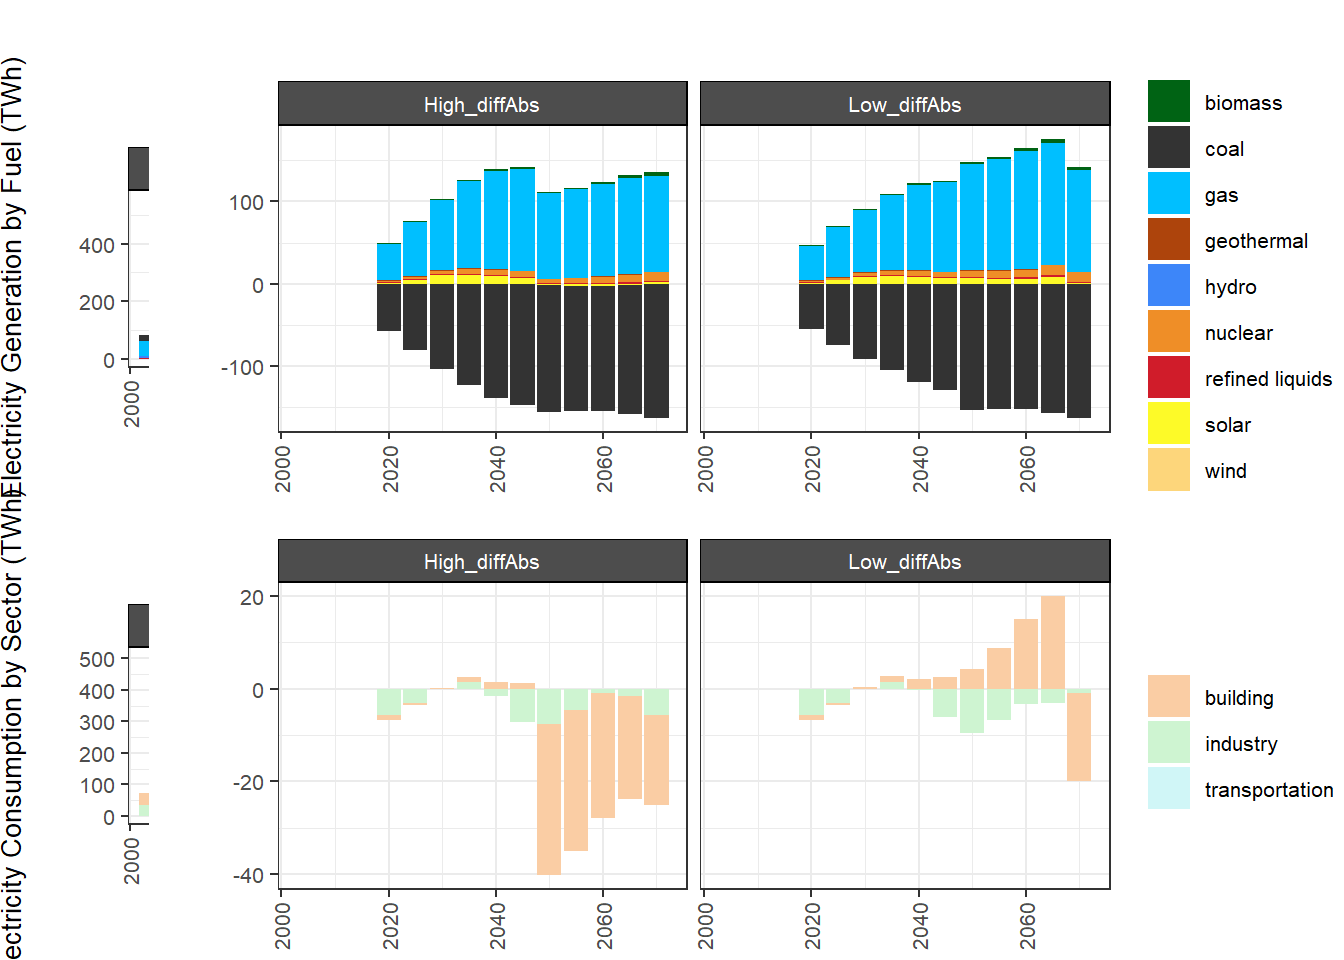 Electricity Generation by Fuel (TWh)
400
200
0
2000
High_diffAbs
Low_diffAbs
100
0
-100
2000
2020
2040
2060
2000
2020
2040
2060
biomass
coal
gas
geothermal
hydro
nuclear
refined liquids
solar
wind
ectricity Consumption by Sector (TWh)
500
400
300
200
100
0
2000
High_diffAbs
Low_diffAbs
20
0
-20
-40
2000
2020
2040
2060
2000
2020
2040
2060
building
industry
transportation